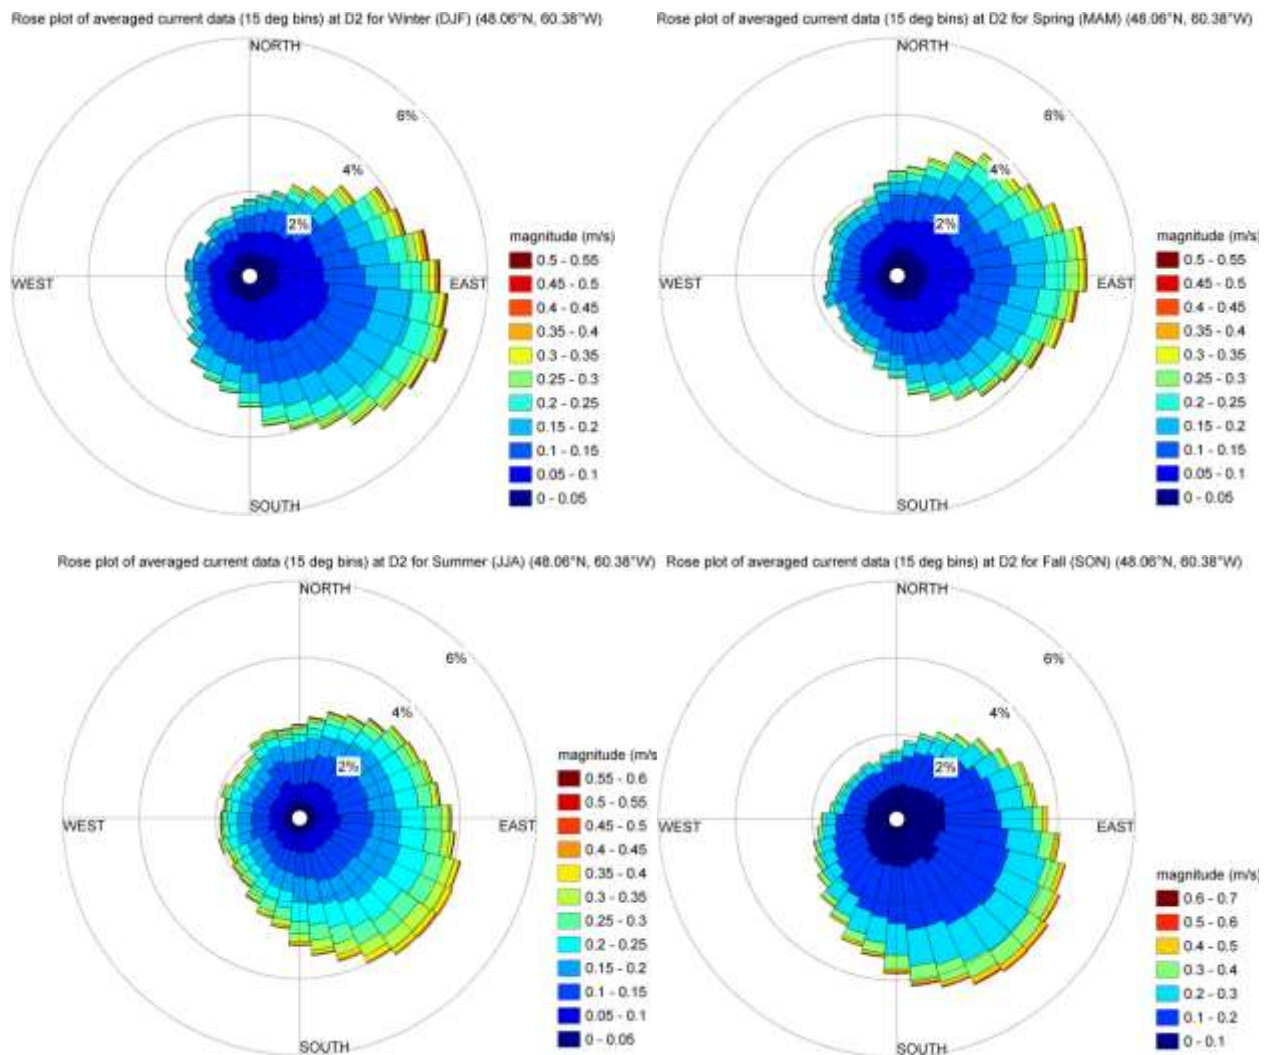 Rose plot of averaged current data (15 deg bins) at D2 for Winter (DJF) (48.06°N, 60.38°W)
NORTH
6%
4%
2%
WEST
EAST
SOUTH
magnitude (m/s)
0.5 - 0.55
0.45 - 0.5
0.4 - 0.45
0.35 - 0.4
0.3 - 0.35
0.25 - 0.3
0.2 - 0.25
0.15 - 0.2
0.1 - 0.15
0.05 - 0.1
0 - 0.05
Rose plot of averaged current data (15 deg bins) at D2 for Spring (MAM) (48.06°N, 60.38°W)
NORTH
6%
4%
2%
WEST
EAST
SOUTH
magnitude (m/s)
0.5 - 0.55
0.45 - 0.5
0.4 - 0.45
0.35 - 0.4
0.3 - 0.35
0.25 - 0.3
0.2 - 0.25
0.15 - 0.2
0.1 - 0.15
0.05 - 0.1
0 - 0.05
Rose plot of averaged current data (15 deg bins) at D2 for Summer (JJA) (48.06°N, 60.38°W)
NORTH
6%
4%
2%
WEST
EAST
SOUTH
magnitude (m/s
0.55 - 0.6
0.5 - 0.55
0.45 - 0.5
0.4 - 0.45
0.35 - 0.4
0.3 - 0.35
0.25 - 0.3
0.2 - 0.25
0.15 - 0.2
0.1 - 0.15
0.05 - 0.1
0 - 0.05
Rose plot of averaged current data (15 deg bins) at D2 for Fall (SON) (48.06°N, 60.38°W)
NORTH
6%
4%
2%
WEST
EAST
SOUTH
magnitude (m/s)
0.6 - 0.7
0.5 - 0.6
0.4 - 0.5
0.3 - 0.4
0.2 - 0.3
0.1 - 0.2
0 - 0.1